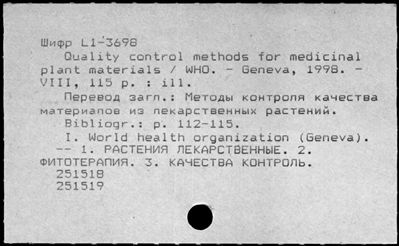 Шифр L1-3698
Quality control methods for medicinal
plant materials / WHO. - Geneva, 1998. -
VIII, 115 p. : ill.
Перевод загл.: Методы контроля качества
материалов из лекарственных растений.
Bibliogr.: p. 112-115.
I. World health organization (Geneva).
-- 1. РАСТЕНИЯ ЛЕКАРСТВЕННЫЕ. 2.
ФИТОТЕРАПИЯ. 3. КАЧЕСТВА КОНТРОЛЬ.
251518
251519